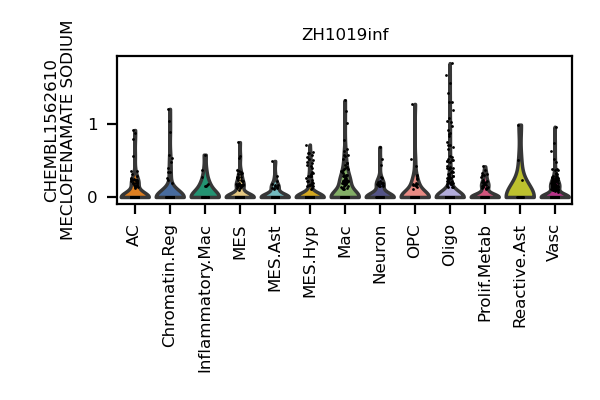 ZH1019inf
CHEMBL1562610
MECLOFENAMATE SODIUM
1
0
AC
Chromatin.Reg
Inflammatory.Mac
MES
MES.Ast
MES.Hyp
Mac
Neuron
OPC
Oligo
Prolif.Metab
Reactive.Ast
Vasc